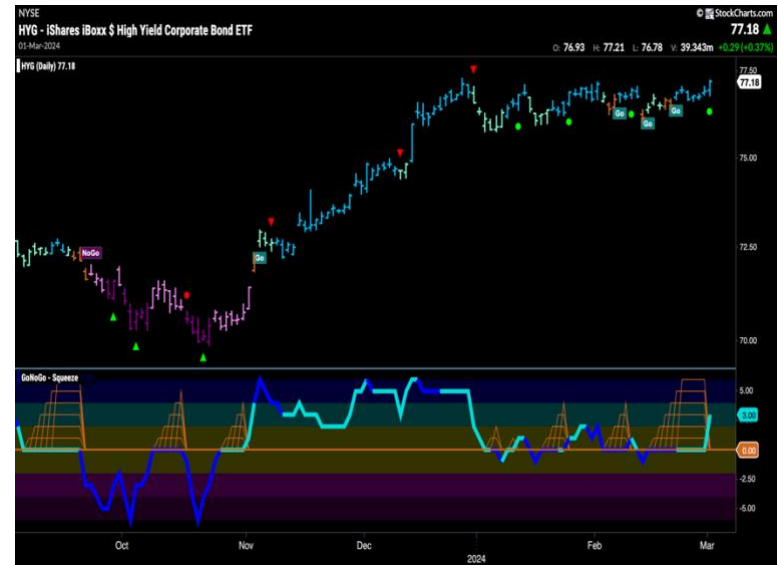 NYSE
© StockCharts.com
HYG - iShares iBoxx $ High Yield Corporate Bond ETF
77.18
01-Mar-2024
O: 76.93 H: 77.21 L: 76.78 V: 39.343m +0.29 (+0.37%)
HYG (Daily) 77.18
77.50
77.18
75.00
72.50
70.00
NoGo
Go
Go
Go
Go
GoNoGo - Squeeze
5.00
3.00
0.00
-2.50
-5.00
Oct
Nov
Dec
2024
Feb
Mar